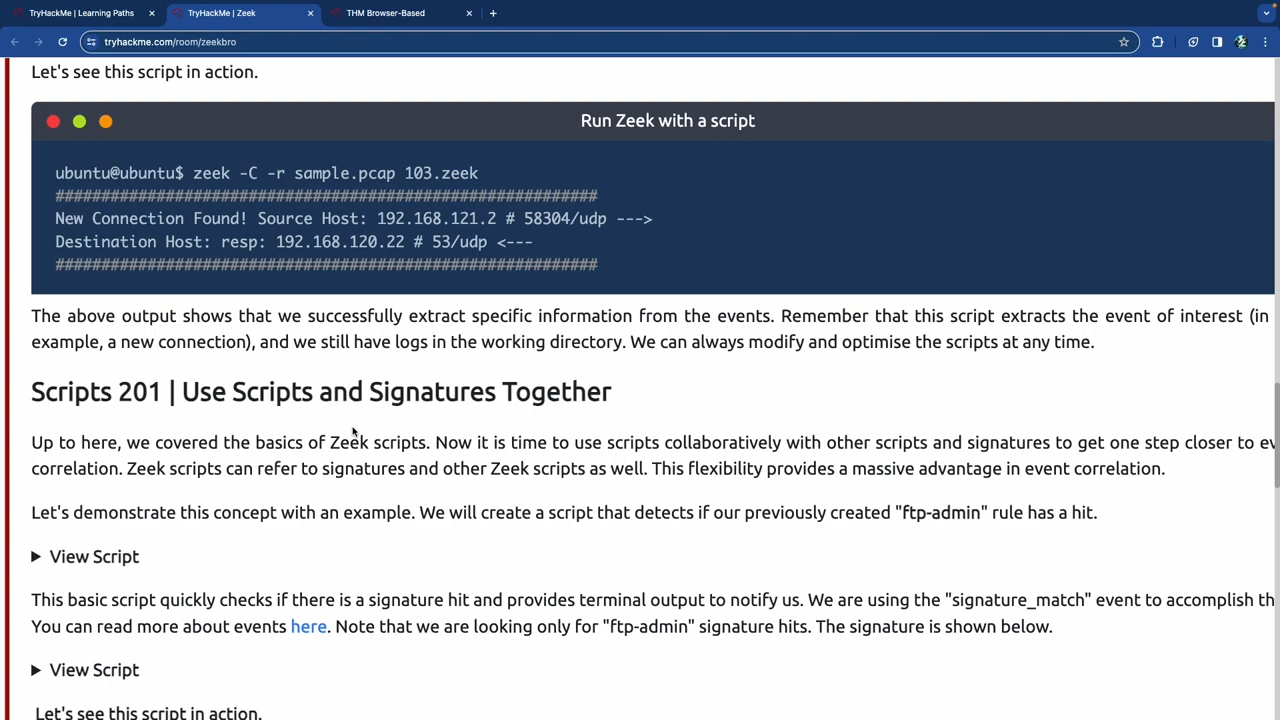 TryHackMe | Learning Paths
TryHackMe | Zeek
THM Browser-Based
tryhackme.com/room/zeekbro
Let's see this script in action.
Run Zeek with a script
ubuntu@ubuntu$ zeek -C -r sample.pcap 103.zeek
###########################################################
New Connection Found! Source Host: 192.168.121.2 # 58304/udp --->
Destination Host: resp: 192.168.120.22 # 53/udp <---
###########################################################
The above output shows that we successfully extract specific information from the events. Remember that this script extracts the event of interest (in
example, a new connection), and we still have logs in the working directory. We can always modify and optimise the scripts at any time.
Scripts 201 | Use Scripts and Signatures Together
Up to here, we covered the basics of Zeek scripts. Now it is time to use scripts collaboratively with other scripts and signatures to get one step closer to ev
correlation. Zeek scripts can refer to signatures and other Zeek scripts as well. This flexibility provides a massive advantage in event correlation.
Let's demonstrate this concept with an example. We will create a script that detects if our previously created "ftp-admin" rule has a hit.
View Script
This basic script quickly checks if there is a signature hit and provides terminal output to notify us. We are using the "signature_match" event to accomplish th
You can read more about events here. Note that we are looking only for "ftp-admin" signature hits. The signature is shown below.
View Script
Let's see this script in action.